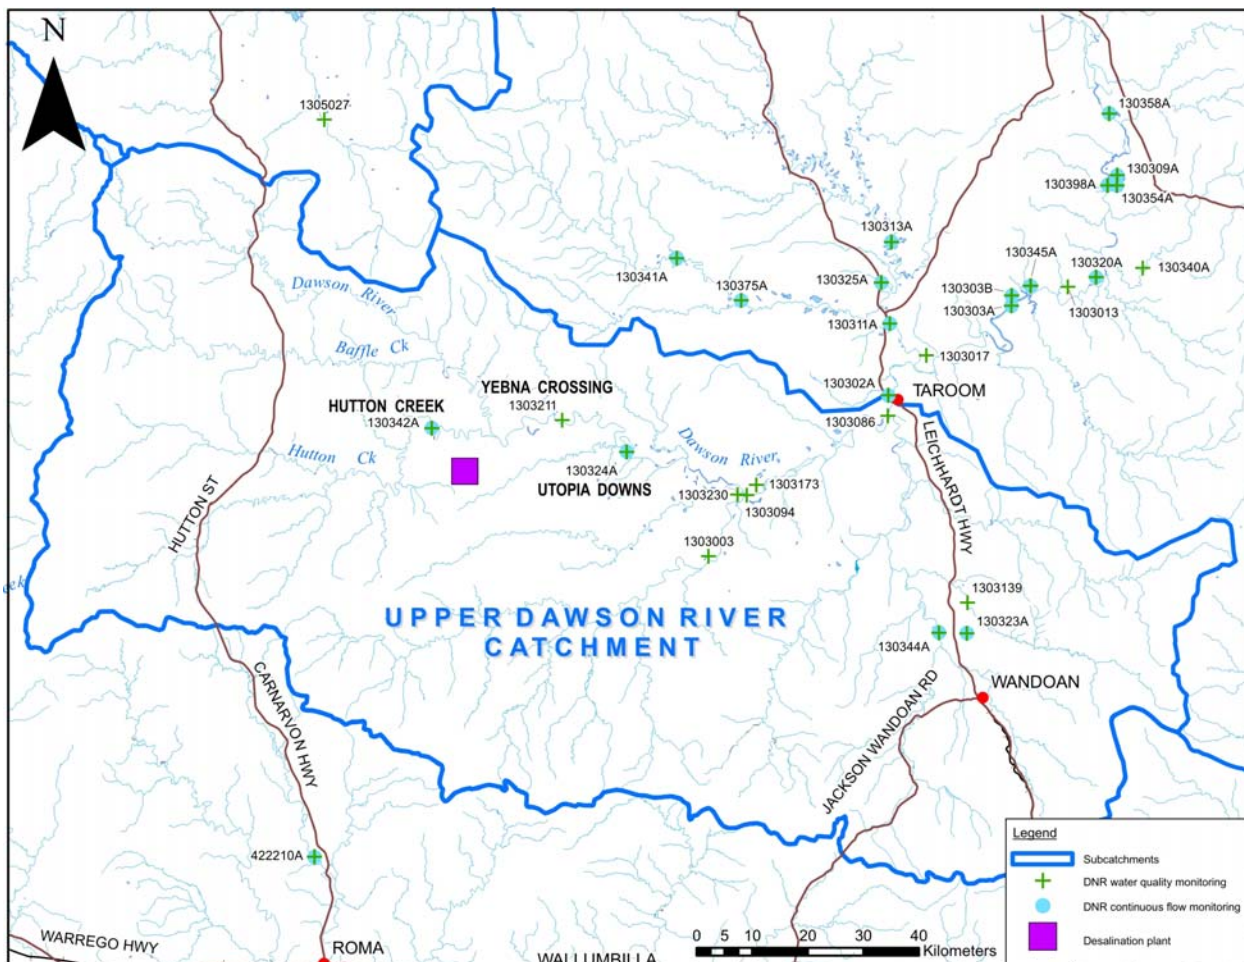 N
1305027
130358A
130309A
130398A
130354A
130313A
130345A
130320A
130340A
130341A
130375A
130325A
130303B
130303A
1303013
Dawson River
130311A
Baffle Ck
1303017
YEBNA CROSSING
1303211
130302A
TAROOM
HUTTON CREEK
130342A
1303086
Hutton Ck
Dawson River
LEICHHARDT HWY
130324A
UTOPIA DOWNS
1303173
1303230
1303094
HUTTON ST
1303003
eek
UPPER DAWSON RIVER
CATCHMENT
1303139
130323A
130344A
WANDOAN
CARNARVON HWY
JACKSON WANDOAN RD
422210A
WARREGO HWY
ROMA
WALLUMBILLA
0 5 10 20 30 40
Kilometers
Legend
Subcatchments
DNR water quality monitoring
DNR continuous flow monitoring
Desalination plant